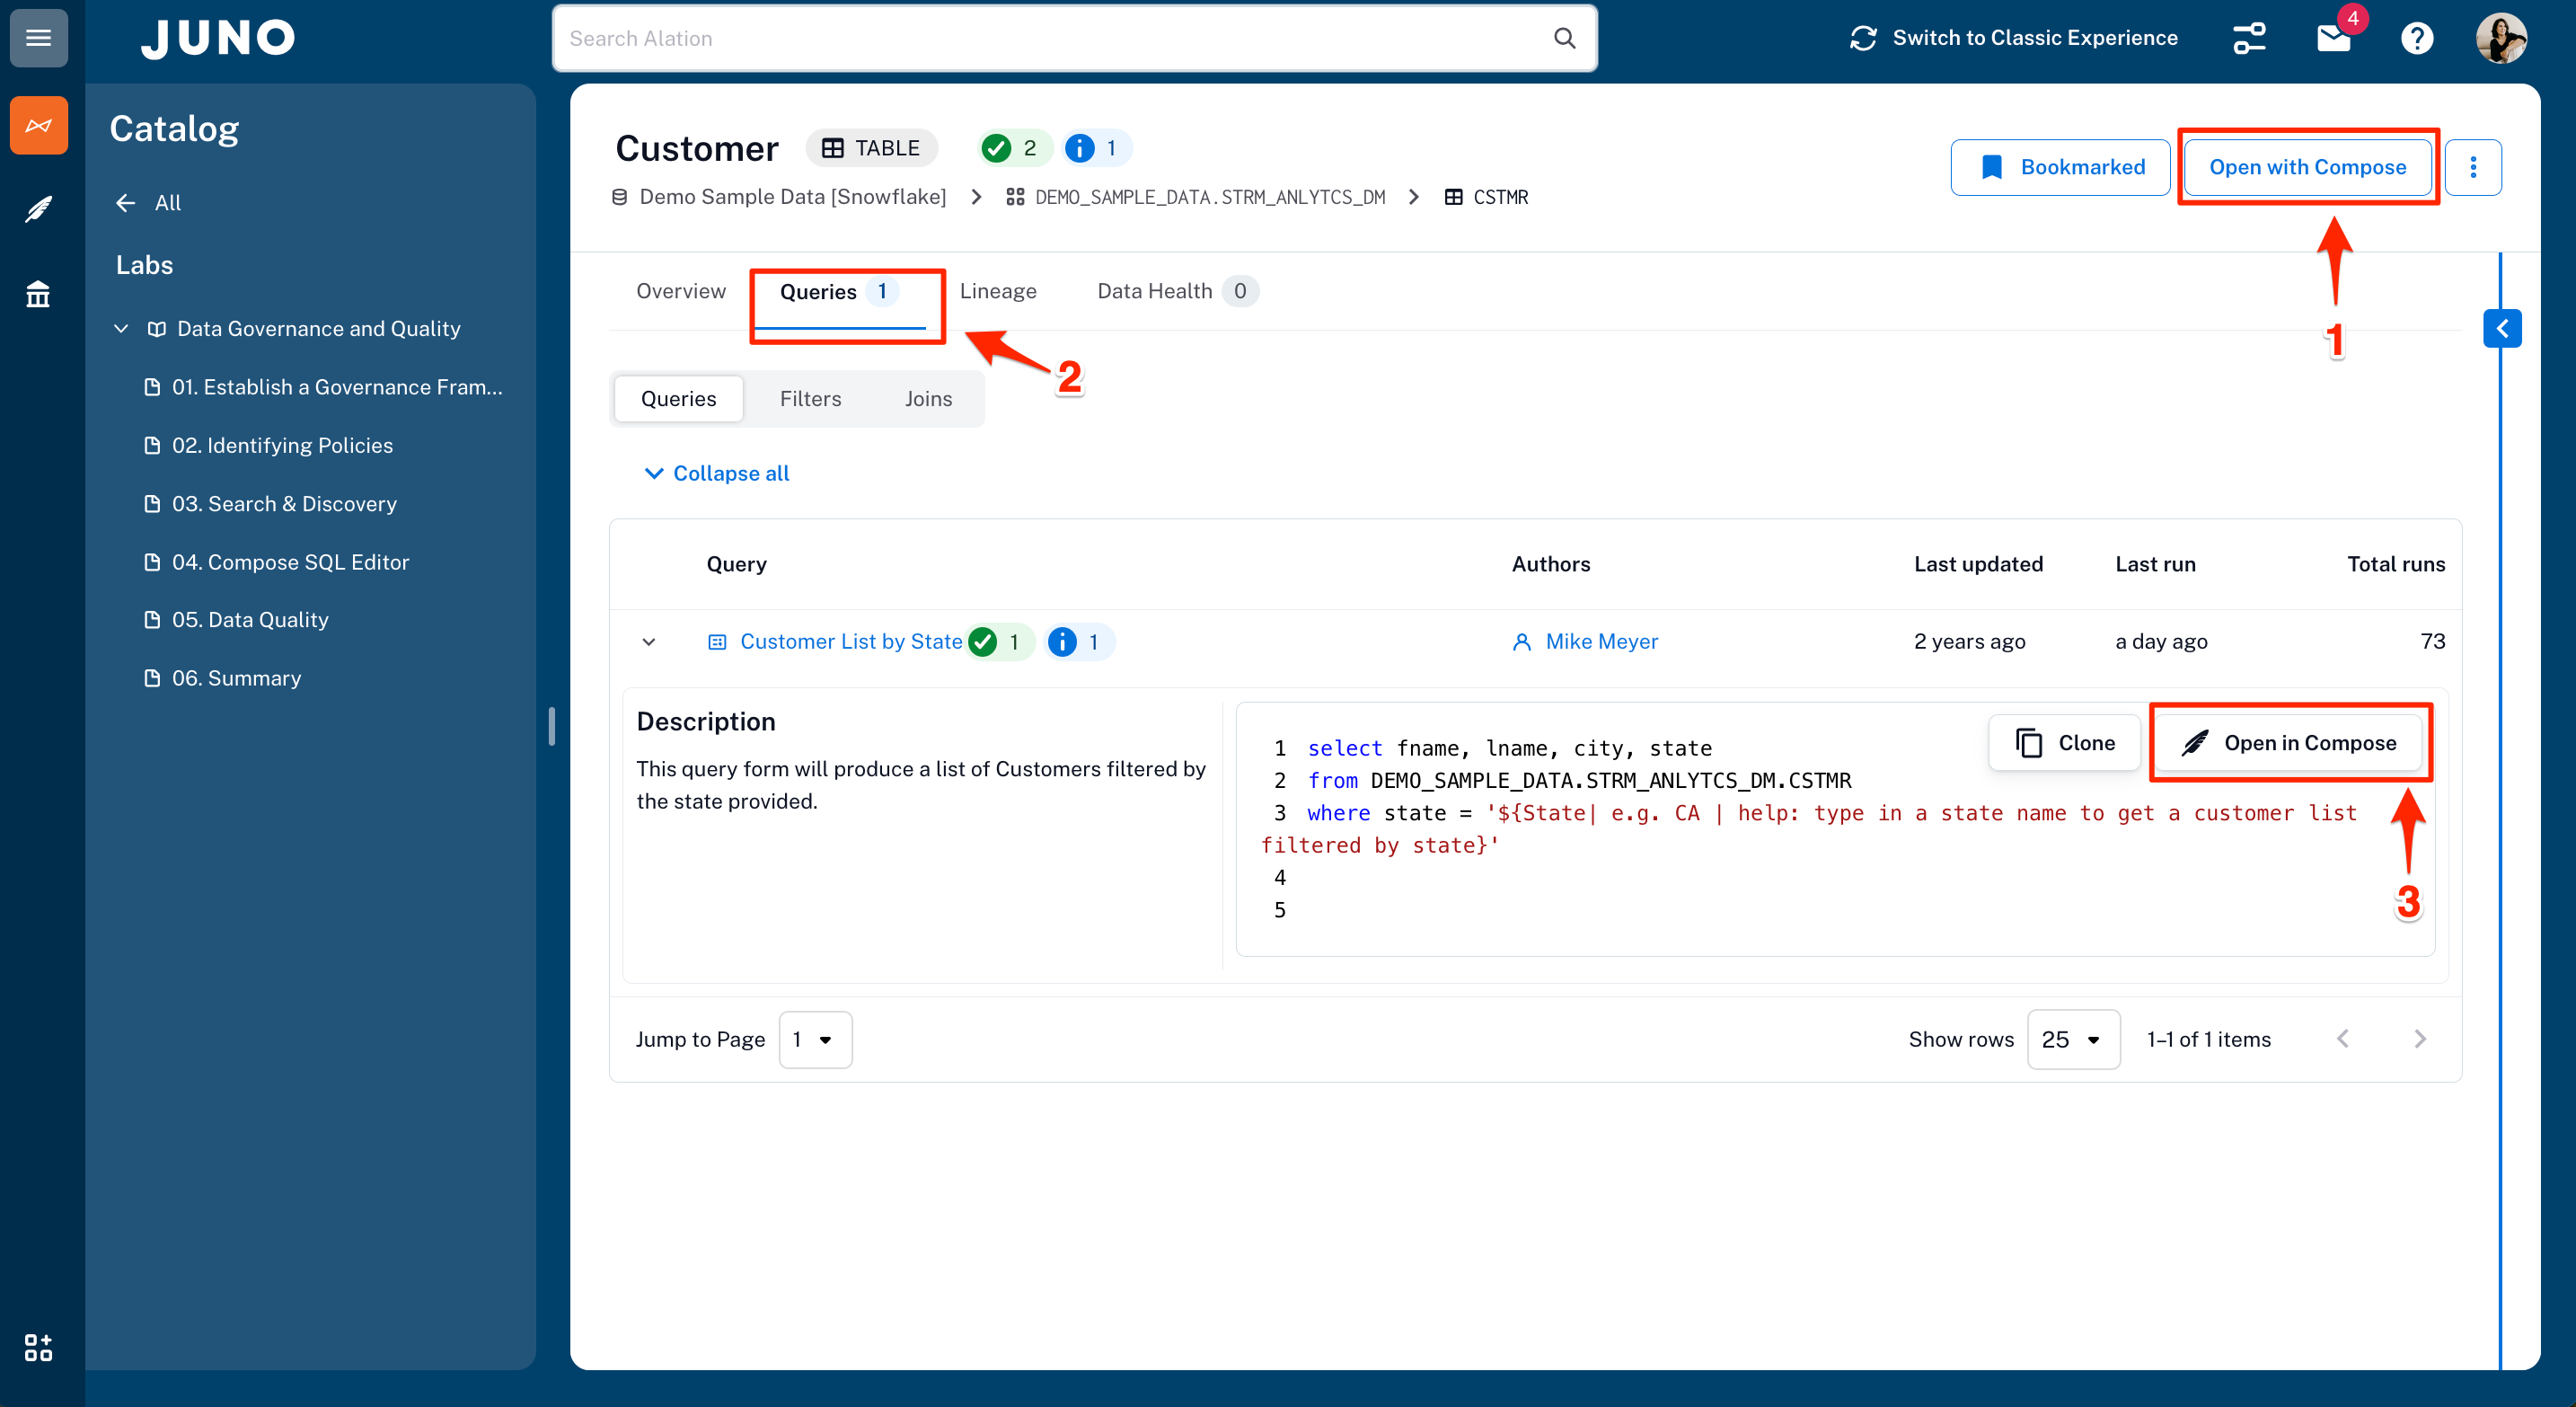 JUNO
Search Alation
Switch to Classic Experience
4
Catalog
All
Labs
Data Governance and Quality
01. Establish a Governance Fram...
02. Identifying Policies
03. Search & Discovery
04. Compose SQL Editor
05. Data Quality
06. Summary
Customer
TABLE
2
1
Bookmarked
Open with Compose
Demo Sample Data [Snowflake]
DEMO_SAMPLE_DATA.STRM_ANLYTCS_DM
CSTMR
1
Overview
Queries 1
Lineage
Data Health 0
2
Queries
Filters
Joins
Collapse all
Query
Authors
Last updated
Last run
Total runs
Customer List by State
1
1
Mike Meyer
2 years ago
a day ago
73
Description
This query form will produce a list of Customers filtered by
the state provided.
Clone
Open in Compose
1 select fname, lname, city, state
2 from DEMO_SAMPLE_DATA.STRM_ANLYTCS_DM.CSTMR
3 where state = '${State| e.g. CA | help: type in a state name to get a customer list
filtered by state}'
4
5
3
Jump to Page
1
Show rows
25
1–1 of 1 items